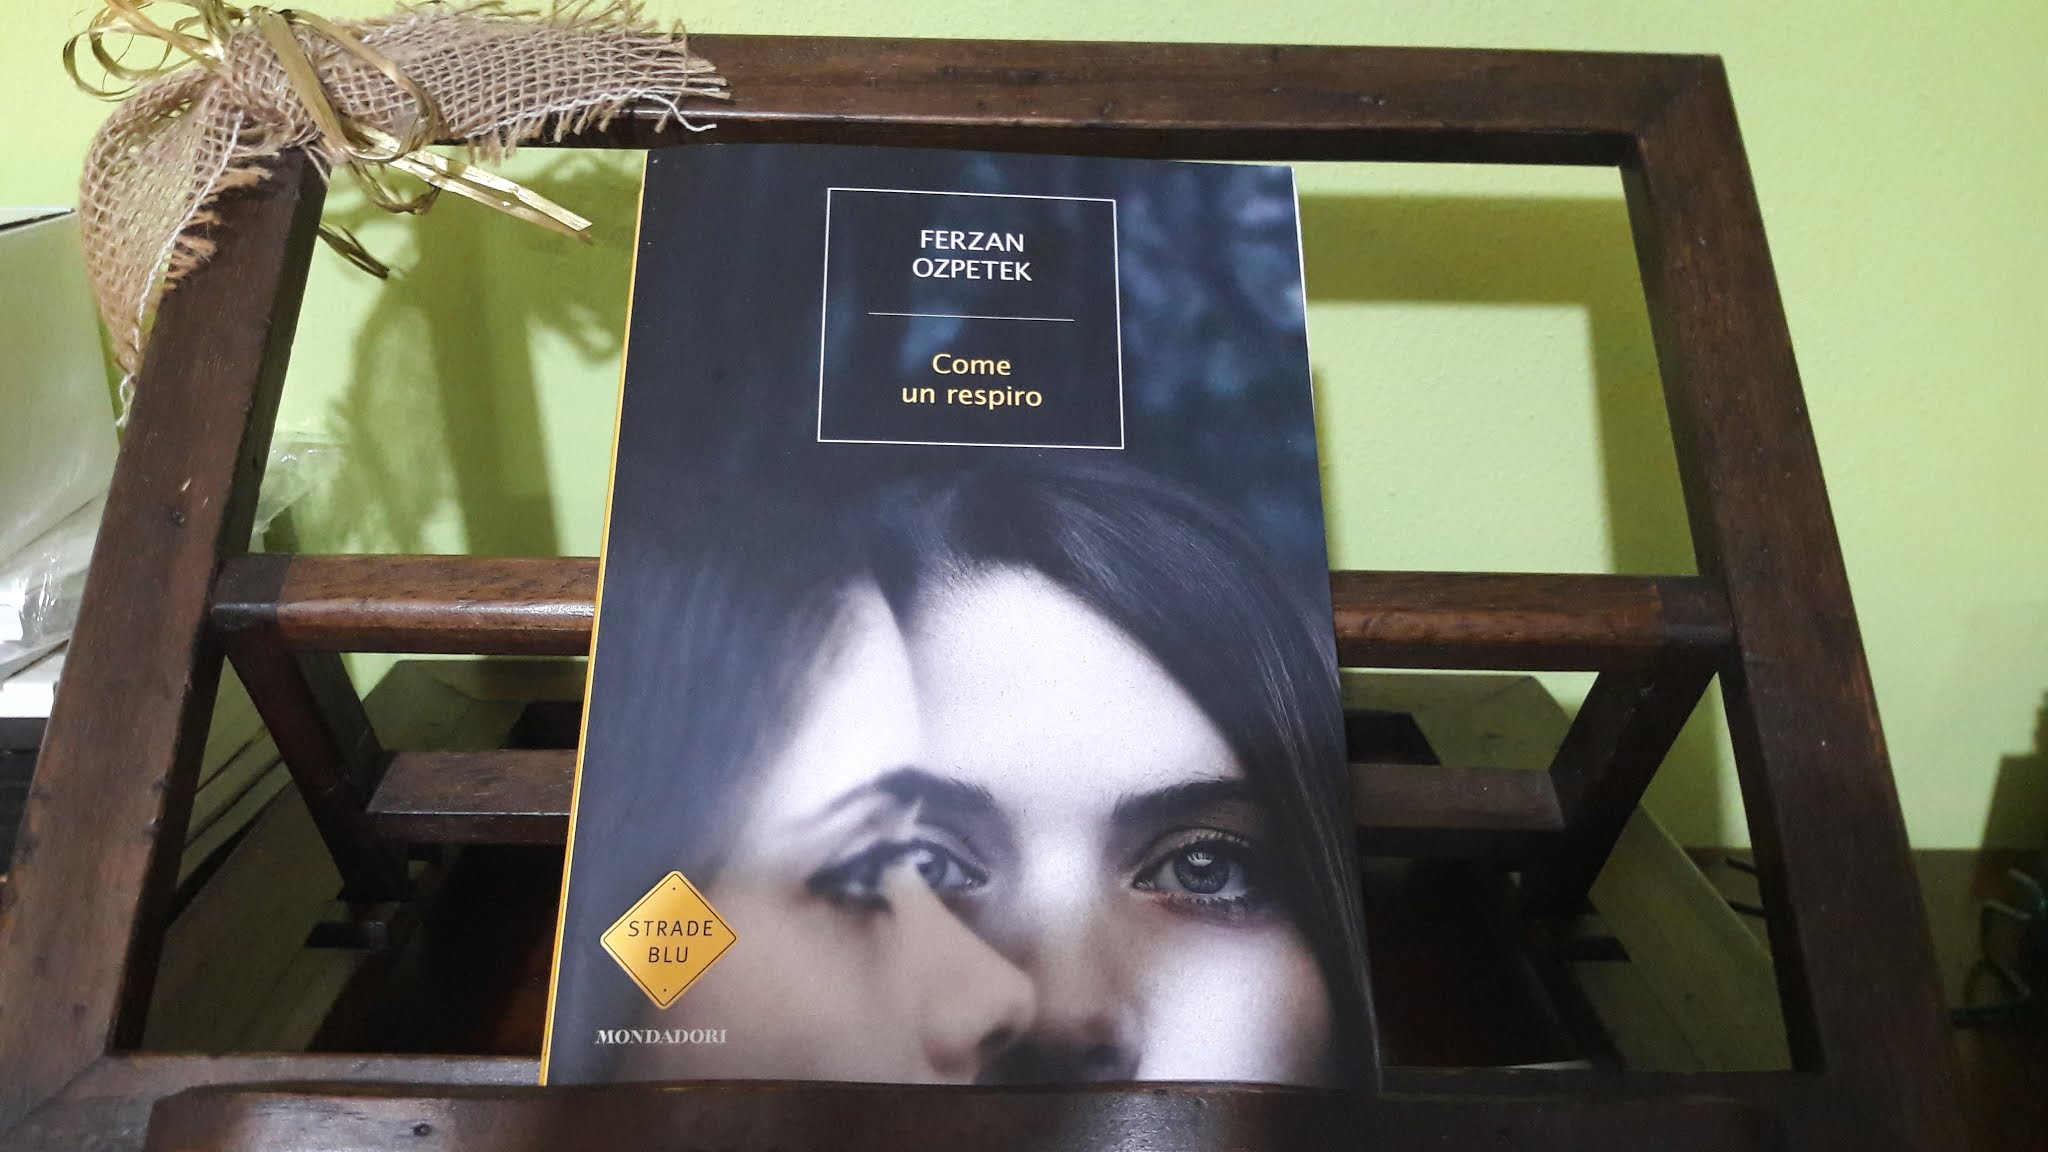 FERZAN
OZPETEK
Come
un respiro
STRADE
BLU
MONDADORI